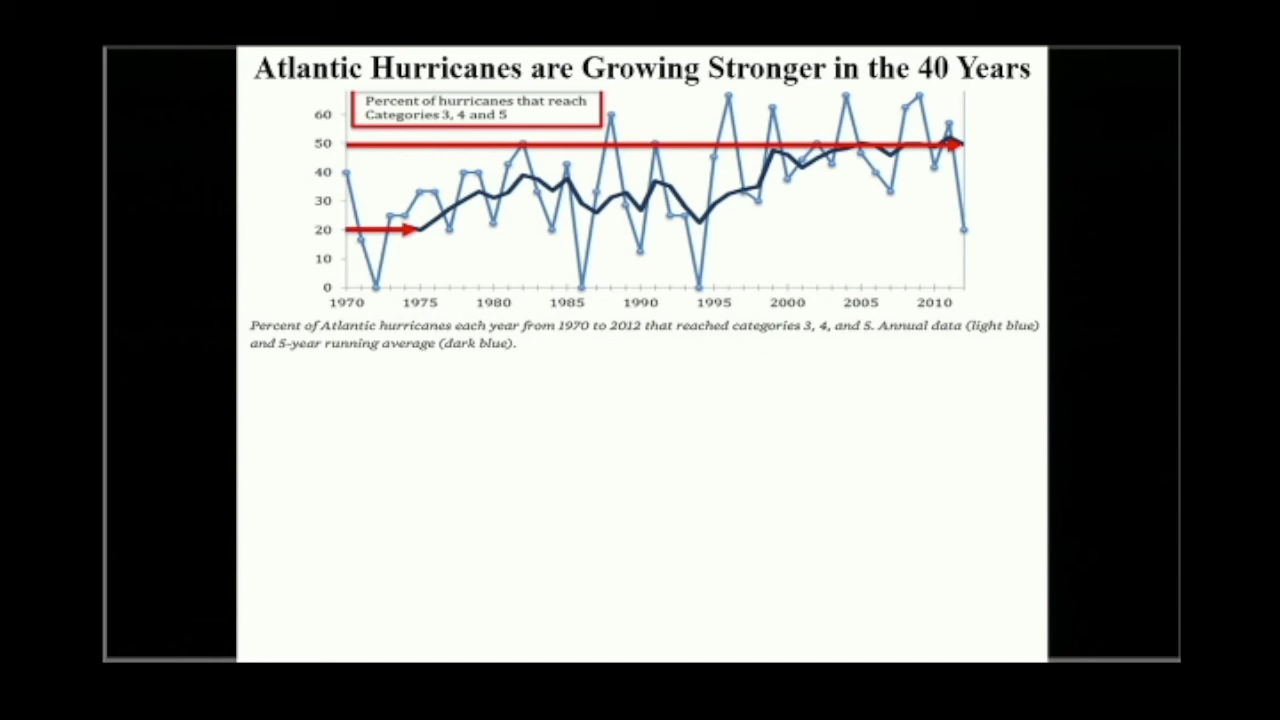 Atlantic Hurricanes are Growing Stronger in the 40 Years
Percent of hurricanes that reach
Categories 3, 4 and 5
60
50
40
30
20
10
0
1970 1975 1980 1985 1990 1995 2000 2005 2010
Percent of Atlantic hurricanes each year from 1970 to 2012 that reached categories 3, 4, and 5. Annual data (light blue)
and 5-year running average (dark blue).